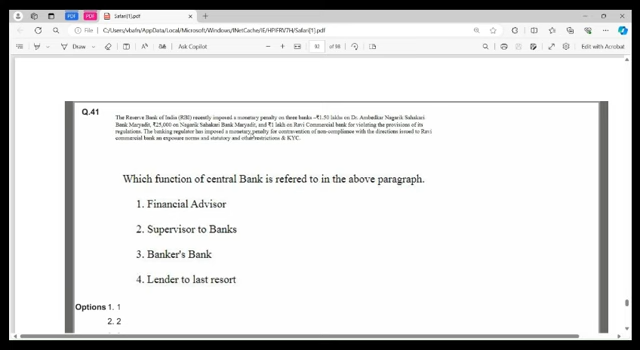 PDF
PDF
Safari[1].pdf
File
C:/Users/vbafn/AppData/Local/Microsoft/Windows/INetCache/IE/HPIFRVTH/Safari[1].pdf
Draw
Ask Copilot
92 of 98
Edit with Acrobat
Q.41
The Reserve Bank of India (RBI) recently imposed a monetary penalty on three banks -₹1.50 lakhs on Dr. Ambedkar Nagarik Sahakari
Bank Maryadit, ₹25,000 on Nagarik Sahakari Bank Maryadit, and ₹1 lakh on Ravi Commercial bank for violating the provisions of its
regulations. The banking regulator has imposed a monetary penalty for contravention of non-compliance with the directions issued to Ravi
commercial bank on exposure norms and statutory and other restrictions & KYC.
Which function of central Bank is refered to in the above paragraph.
1. Financial Advisor
2. Supervisor to Banks
3. Banker's Bank
4. Lender to last resort
Options 1. 1
2. 2